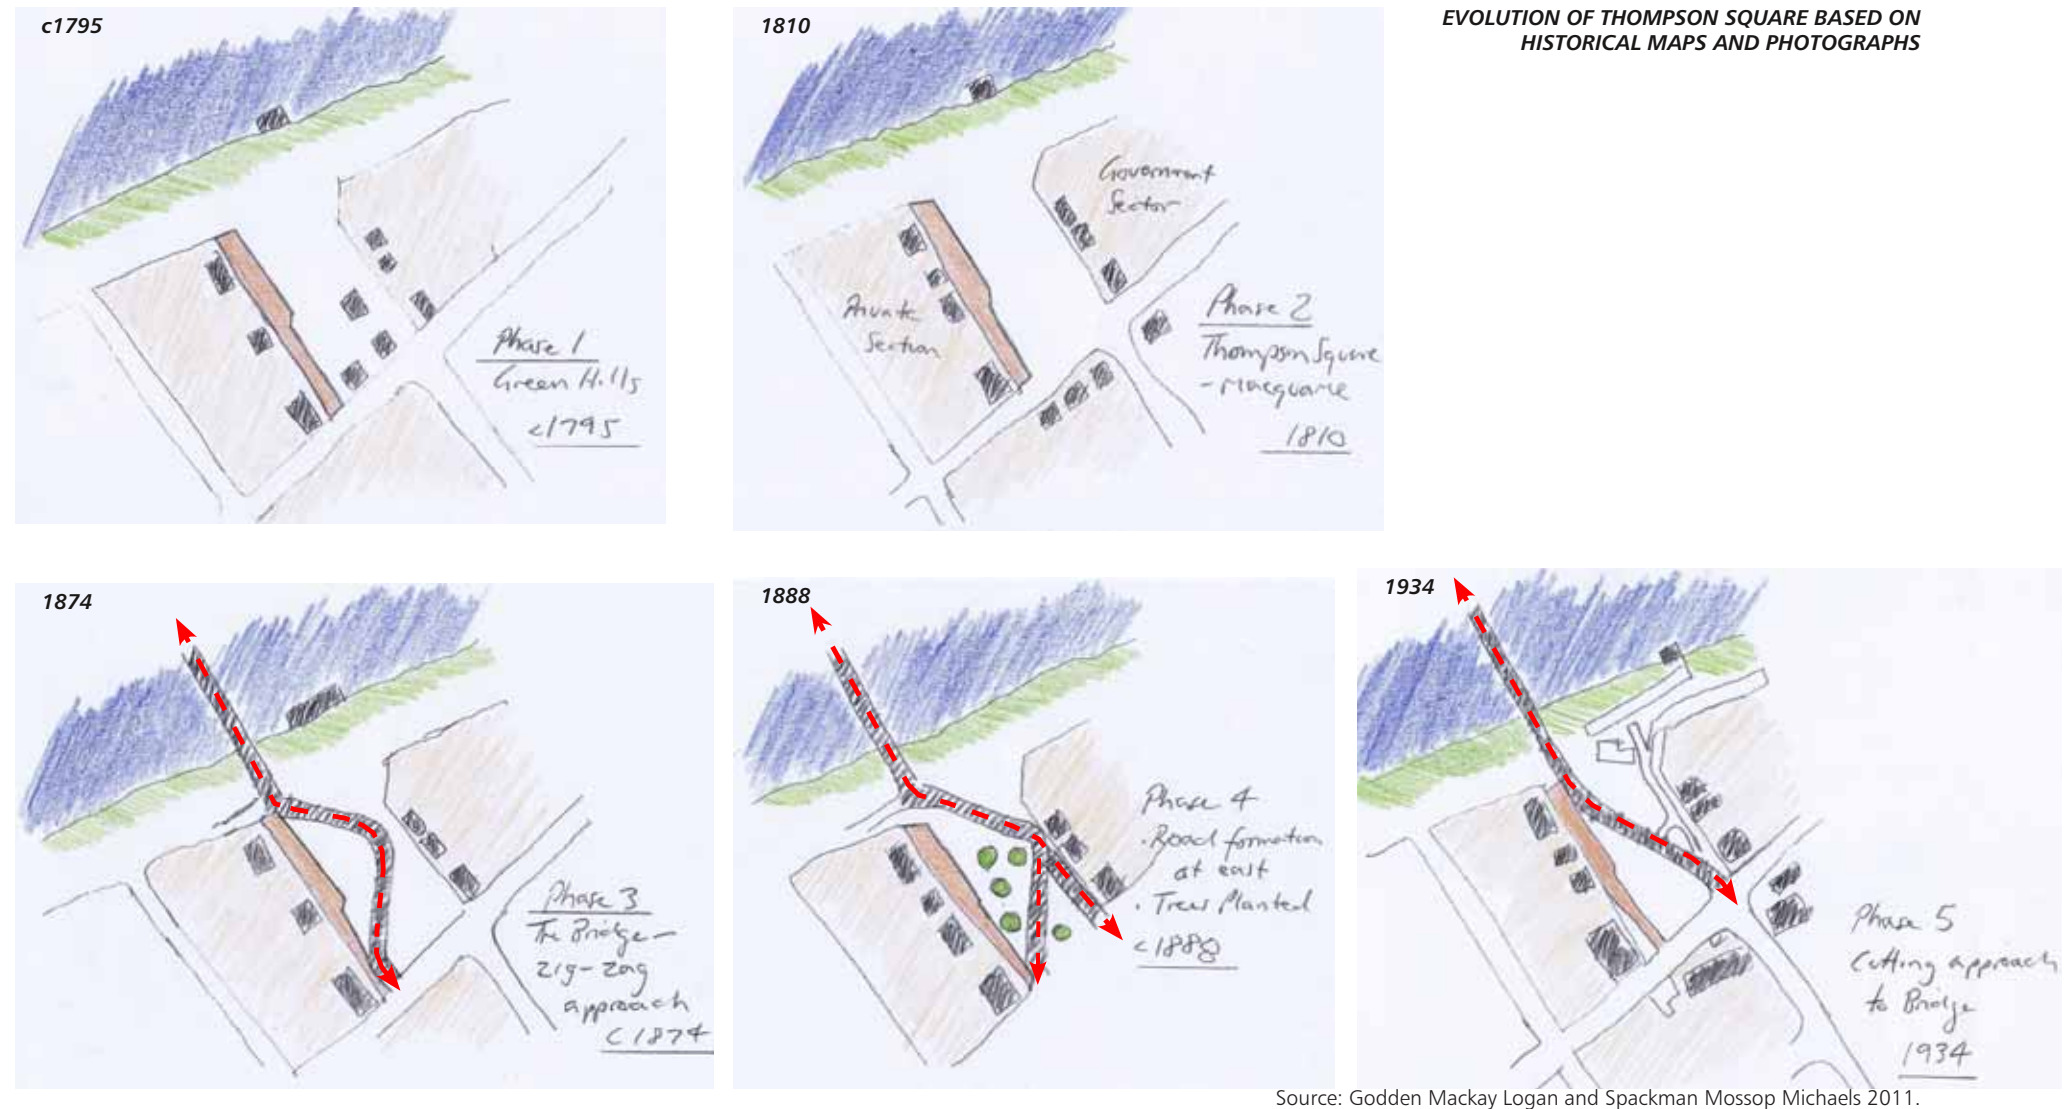 EVOLUTION OF THOMPSON SQUARE BASED ON
HISTORICAL MAPS AND PHOTOGRAPHS
c1795
Phase 1
Green Hills
c1795
1810
Government
Sector
Private
Section
Phase 2
Thompson Square
- Macquarie
1810
1874
Phase 3
The Bridge -
zig-zag
approach
c1874
1888
Phase 4
· Road formation
at east
· Trees Planted
c1888
1934
Phase 5
Cutting approach
to Bridge
1934
Source: Godden Mackay Logan and Spackman Mossop Michaels 2011.